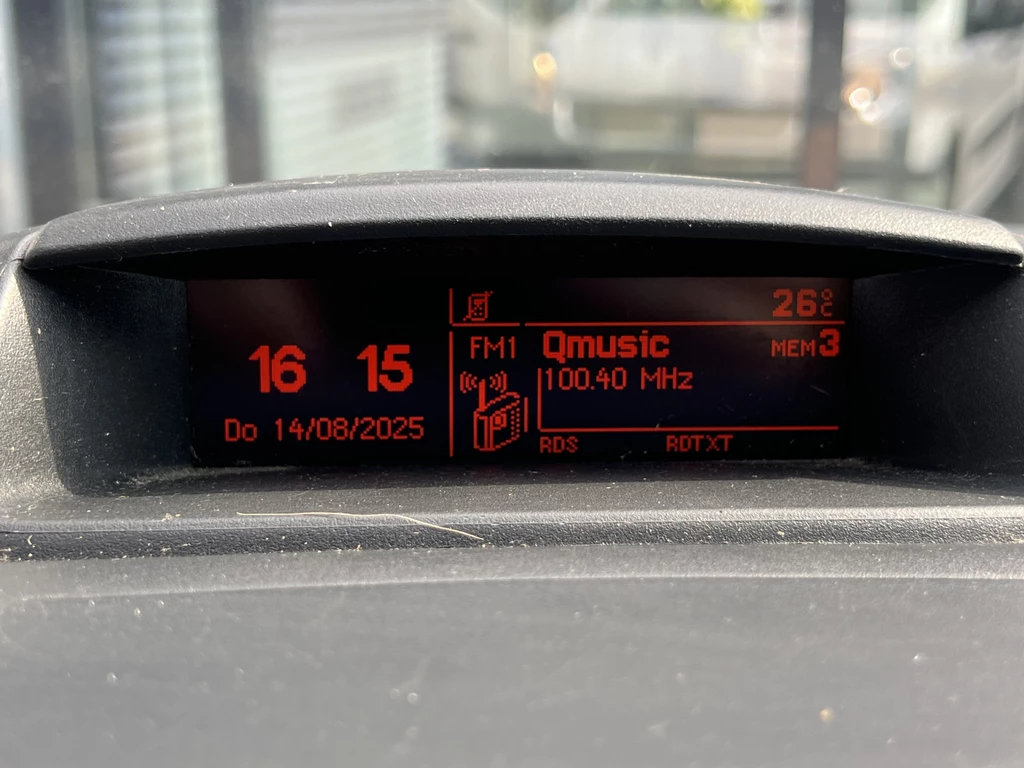 16 15
Do 14/08/2025
26°C
FM1 Qmusic MEM3
100.40 MHz
RDS RDTXT